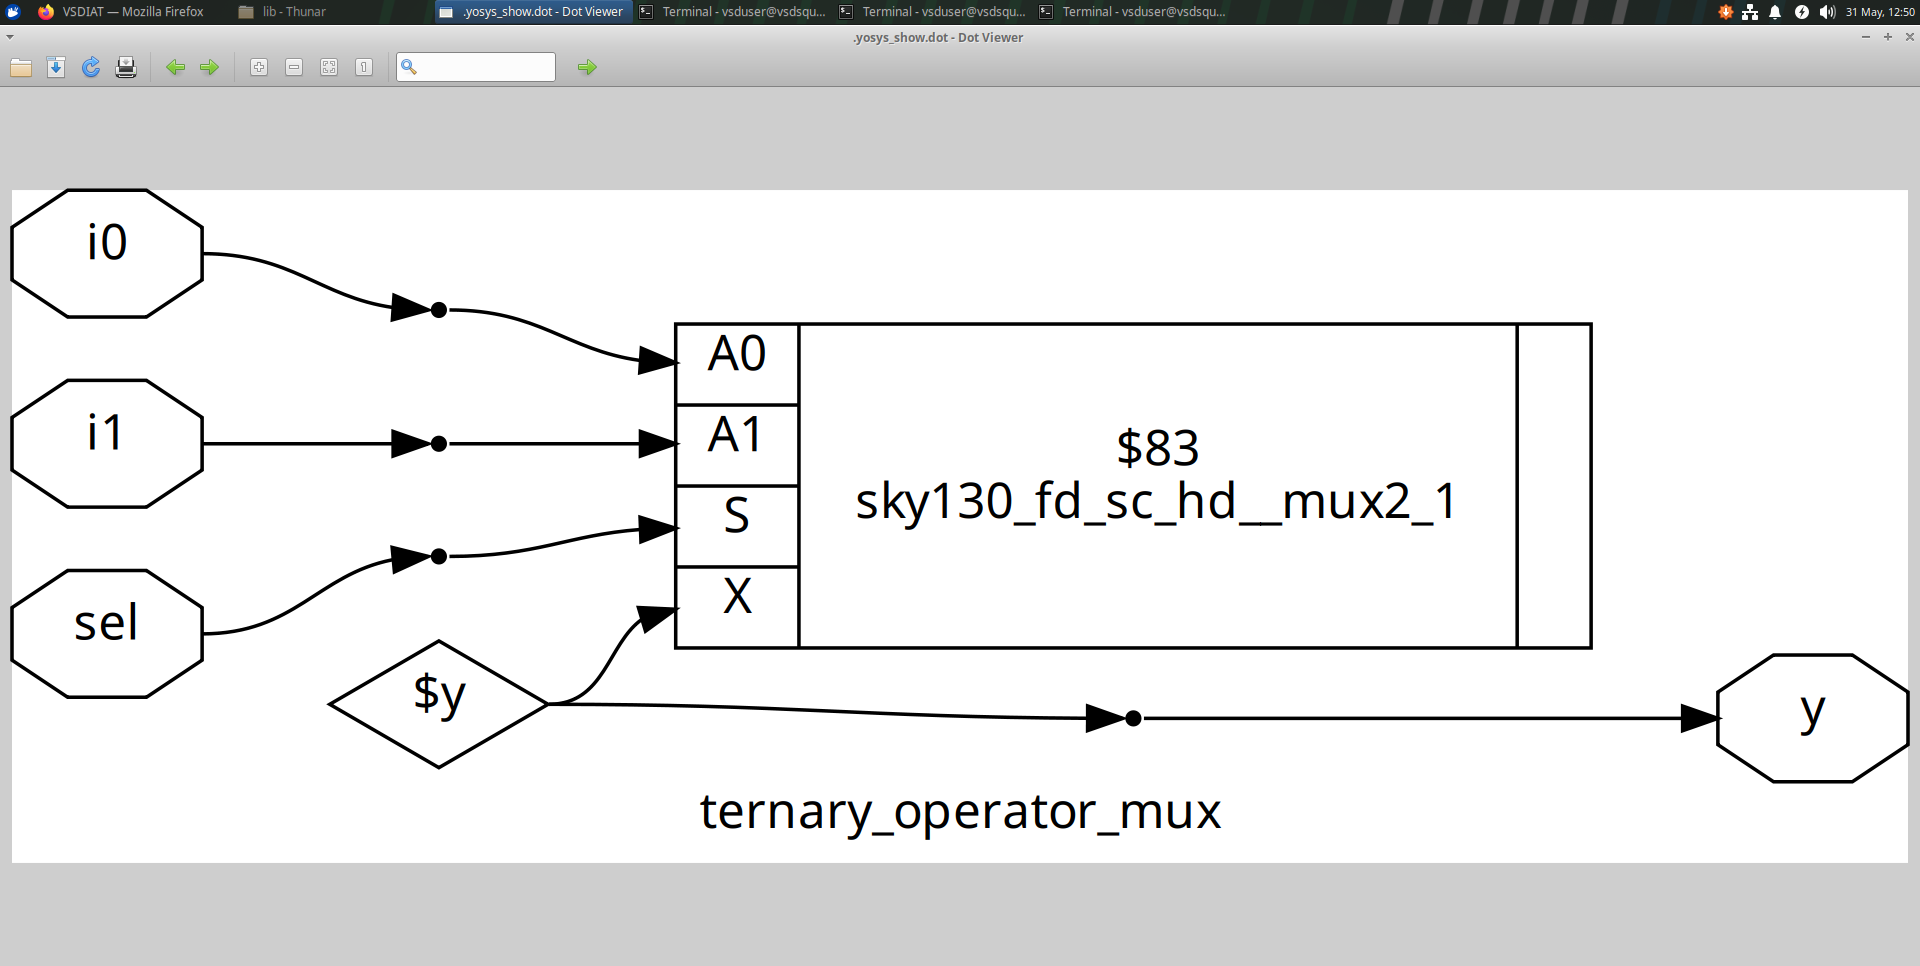 VSDIAT — Mozilla Firefox
lib - Thunar
.yosys_show.dot - Dot Viewer
Terminal - vsduser@vsdsqu...
Terminal - vsduser@vsdsqu...
Terminal - vsduser@vsdsqu...
31 May, 12:50
.yosys_show.dot - Dot Viewer
1
i0
i1
sel
A0
A1
S
X
$83
sky130_fd_sc_hd__mux2_1
$y
y
ternary_operator_mux